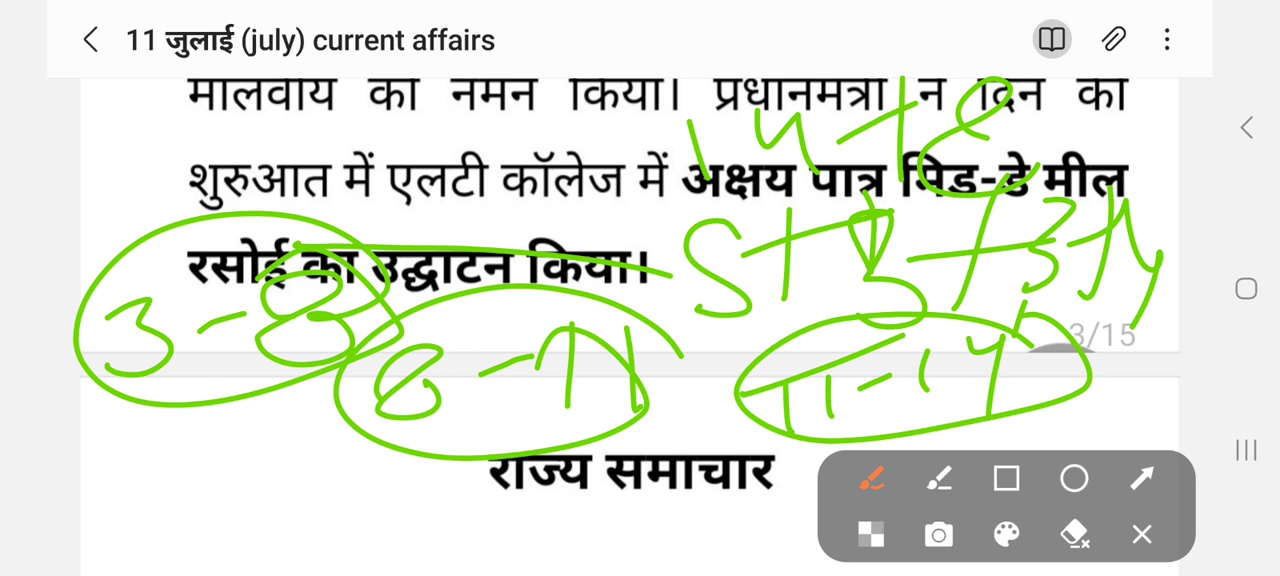 11 जुलाई (july) current affairs
मालवीय को नमन किया। प्रधानमंत्री ने दिन की
शुरुआत में एलटी कॉलेज में अक्षय पात्र मिड-डे मील
रसोई का उद्घाटन किया।
3-8
8-11
11-14
3/15
राज्य समाचार